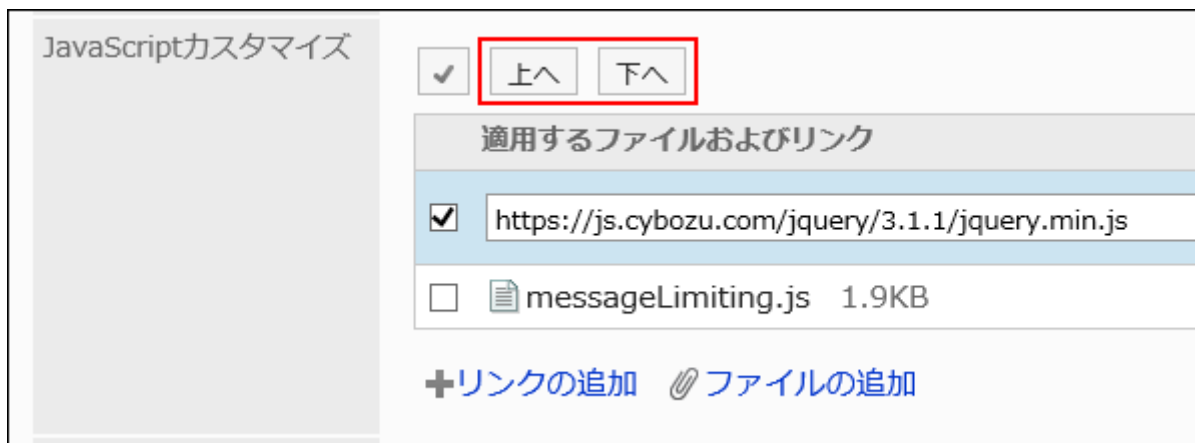 JavaScriptカスタマイズ
上へ 下へ
適用するファイルおよびリンク
https://js.cybozu.com/jquery/3.1.1/jquery.min.js
messageLimiting.js 1.9KB
リンクの追加 ファイルの追加